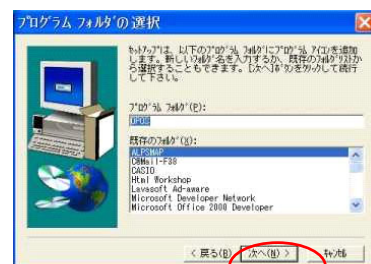 プログラム フォルダの選択
セットアップは、以下のプログラム フォルダにプログラム アイコンを追加
します。新しいフォルダ名を入力するか、既存のフォルダ リストか
ら選択することもできます。[次へ]ボタンをクリックして続行
して下さい。
プログラム フォルダ(P):
既存のフォルダ(X):
ALPSMAP
CASIO
Html Workshop
Lavasoft Ad-aware
Microsoft Developer Network
Microsoft Office 2000 Developer
< 戻る(B)
次へ(N) >
キャンセル